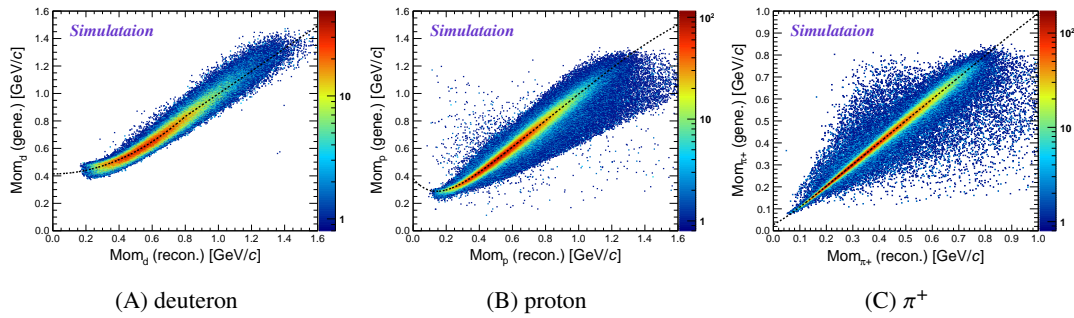 Simulataion
Mom_d (gene.) [GeV/c]
1.6
1.4
1.2
1.0
0.8
0.6
0.4
0.2
0.0
0.0 0.2 0.4 0.6 0.8 1.0 1.2 1.4 1.6
Mom_d (recon.) [GeV/c]
10
1
(A) deuteron
Simulataion
Mom_p (gene.) [GeV/c]
1.6
1.4
1.2
1.0
0.8
0.6
0.4
0.2
0.0
0.0 0.2 0.4 0.6 0.8 1.0 1.2 1.4 1.6
Mom_p (recon.) [GeV/c]
10²
10
1
(B) proton
Simulataion
Mom_π+ (gene.) [GeV/c]
1.0
0.9
0.8
0.7
0.6
0.5
0.4
0.3
0.2
0.1
0.0
0.0 0.1 0.2 0.3 0.4 0.5 0.6 0.7 0.8 0.9 1.0
Mom_π+ (recon.) [GeV/c]
10²
10
1
(C) π⁺